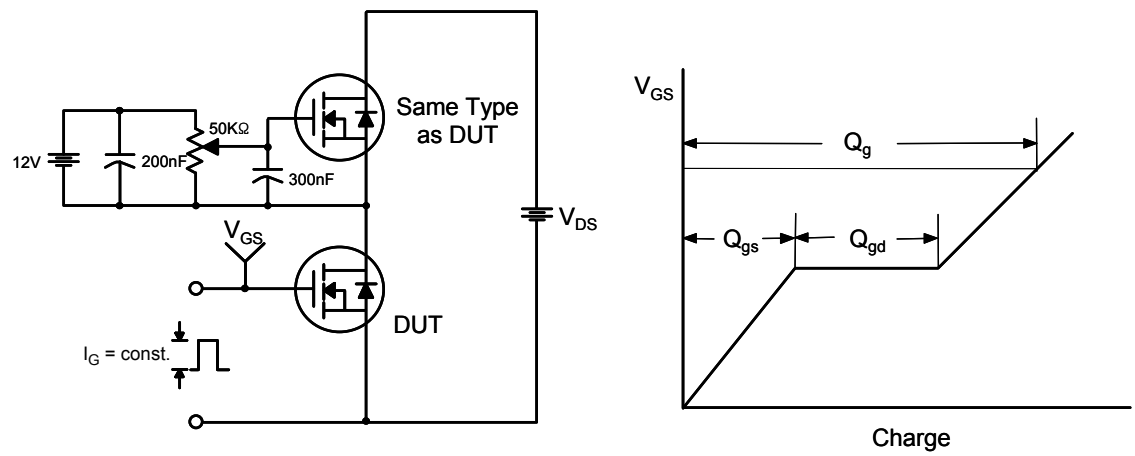 12V
200nF
50KΩ
300nF
Same Type
as DUT
V_DS
V_GS
DUT
I_G = const.
V_GS
Q_g
Q_gs
Q_gd
Charge